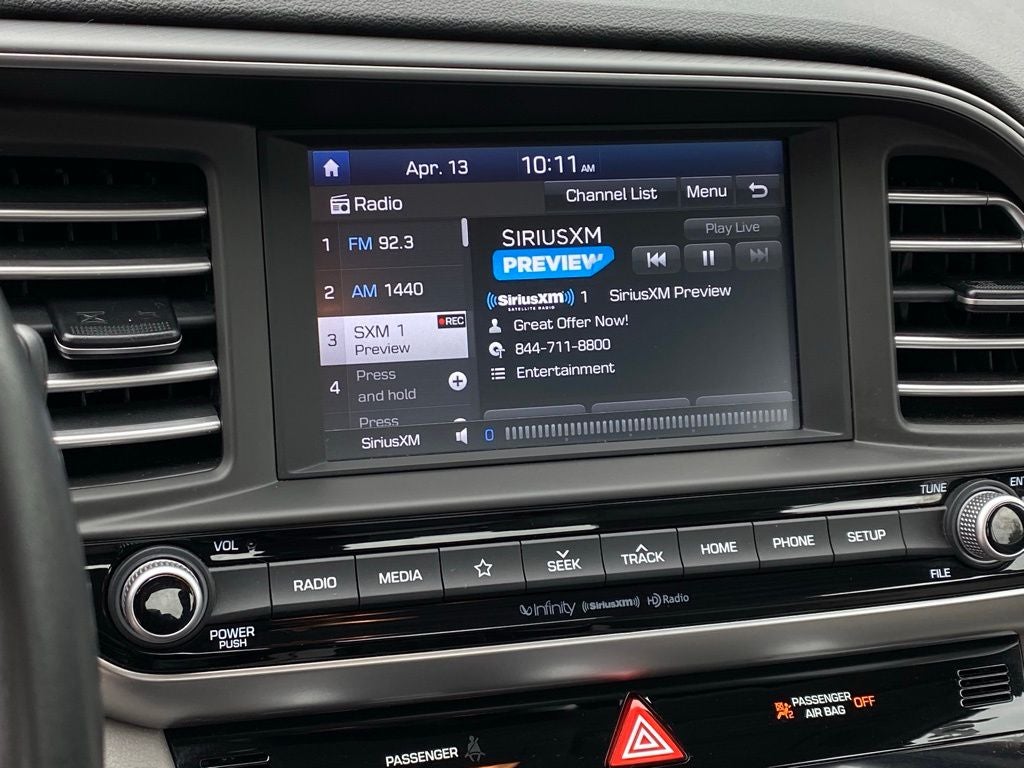 Apr. 13 10:11 AM
Radio
Channel List Menu
1 FM 92.3
2 AM 1440
3 SXM 1 REC
Preview
4 Press
and hold
Press
SIRIUSXM
PREVIEW
Play Live
((SiriusXM)) 1 SiriusXM Preview
SATELLITE RADIO
Great Offer Now!
844-711-8800
Entertainment
SiriusXM 0
VOL
TUNE
ENT
RADIO MEDIA SEEK TRACK HOME PHONE SETUP
POWER
PUSH
FILE
Infinity ((SiriusXM)) HD Radio
PASSENGER
AIR BAG OFF
PASSENGER